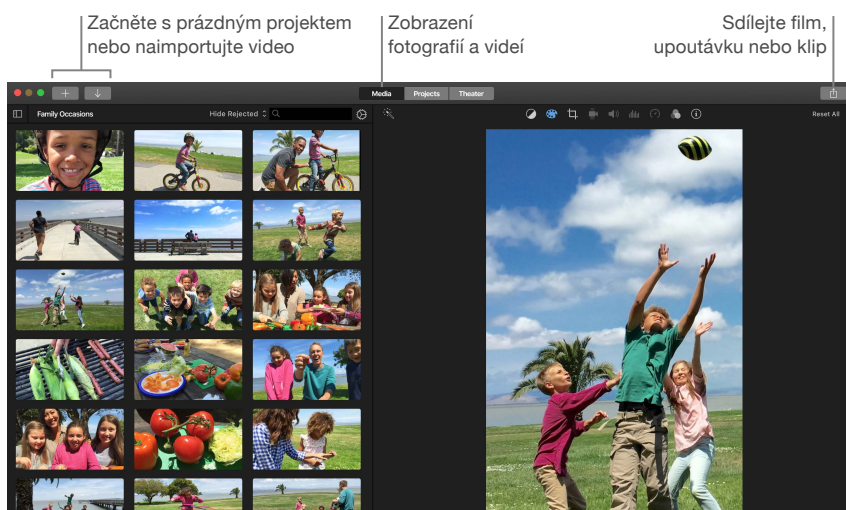 Začněte s prázdným projektem
nebo naimportujte video
Zobrazení
fotografií a videí
Sdílejte film,
upoutávku nebo klip
Media
Projects
Theater
Family Occasions
Hide Rejected
Reset All